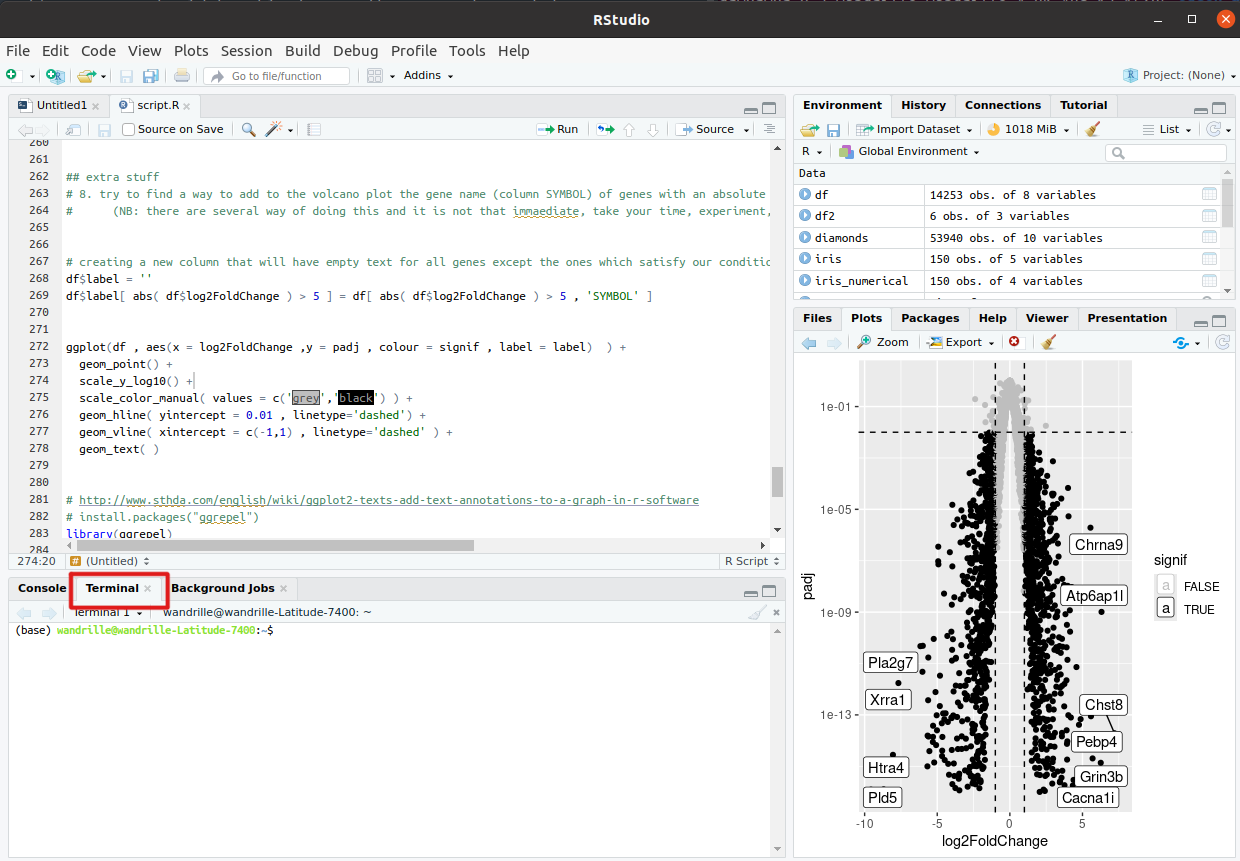 RStudio
File Edit Code View Plots Session Build Debug Profile Tools Help
Go to file/function Addins Project: (None)
Untitled1 script.R
Source on Save Run Source
260
261
262 ## extra stuff
263 # 8. try to find a way to add to the volcano plot the gene name (column SYMBOL) of genes with an absolute
264 # (NB: there are several way of doing this and it is not that immaediate, take your time, experiment,
265
266
267 # creating a new column that will have empty text for all genes except the ones which satisfy our conditio
268 df$label = ''
269 df$label[ abs( df$log2FoldChange ) > 5 ] = df[ abs( df$log2FoldChange ) > 5 , 'SYMBOL' ]
270
271
272 ggplot(df , aes(x = log2FoldChange ,y = padj , colour = signif , label = label)  ) +
273 geom_point() +
274 scale_y_log10() +
275 scale_color_manual( values = c('grey','black') ) +
276 geom_hline( yintercept = 0.01 , linetype='dashed') +
277 geom_vline( xintercept = c(-1,1) , linetype='dashed' ) +
278 geom_text( )
279
280
281 # http://www.sthda.com/english/wiki/ggplot2-texts-add-text-annotations-to-a-graph-in-r-software
282 # install.packages("ggrepel")
283 library(ggrepel)
284
274:20 # (Untitled) R Script
Console Terminal Background Jobs
Terminal 1 wandrille@wandrille-Latitude-7400: ~
(base) wandrille@wandrille-Latitude-7400:~$
Environment History Connections Tutorial
Import Dataset 1018 MiB List
R Global Environment
Data
df 14253 obs. of 8 variables
df2 6 obs. of 3 variables
diamonds 53940 obs. of 10 variables
iris 150 obs. of 5 variables
iris_numerical 150 obs. of 4 variables
Files Plots Packages Help Viewer Presentation
Zoom Export
padj
1e-01
1e-05
1e-09
1e-13
Chrna9
Atp6ap1l
Pla2g7
Xrra1
Chst8
Pebp4
Htra4
Grin3b
Pld5
Cacna1i
-10 -5 0 5
log2FoldChange
signif
a FALSE
a TRUE